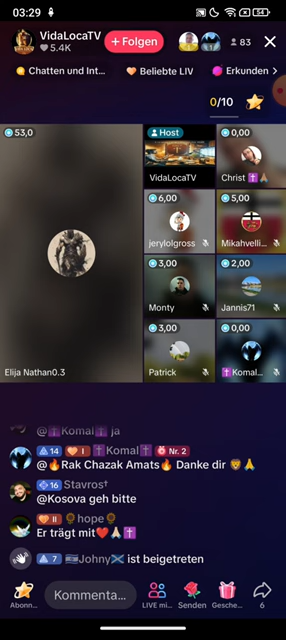 03:29
54
VidaLocaTV
5.4K
+ Folgen
83
Chatten und Int...
Beliebte LIV
Erkunden
0/10
53,0
Host
VidaLocaTV
0,00
Christ ✝️🙏
6,00
jerylolgross
5,00
Mikahvelli...
3,00
Monty
2,00
Jannis71
3,00
Patrick
0,00
✝️Komal...
Elija Nathan0.3
@✝️Komal✝️ ja
14 I ✝️Komal✝️ Nr. 2
@🔥Rak Chazak Amats🔥 Danke dir 🦁🙏
16 Stavros†
@Kosova geh bitte
II 🌻hope🌻
Er trägt mit❤️🙏🏻✝️
7 🇮🇱Johny🏴󠁧󠁢󠁳󠁣󠁴󠁿 ist beigetreten
Abonn...
Kommenta...
LIVE mi...
Senden
Gesche...
6